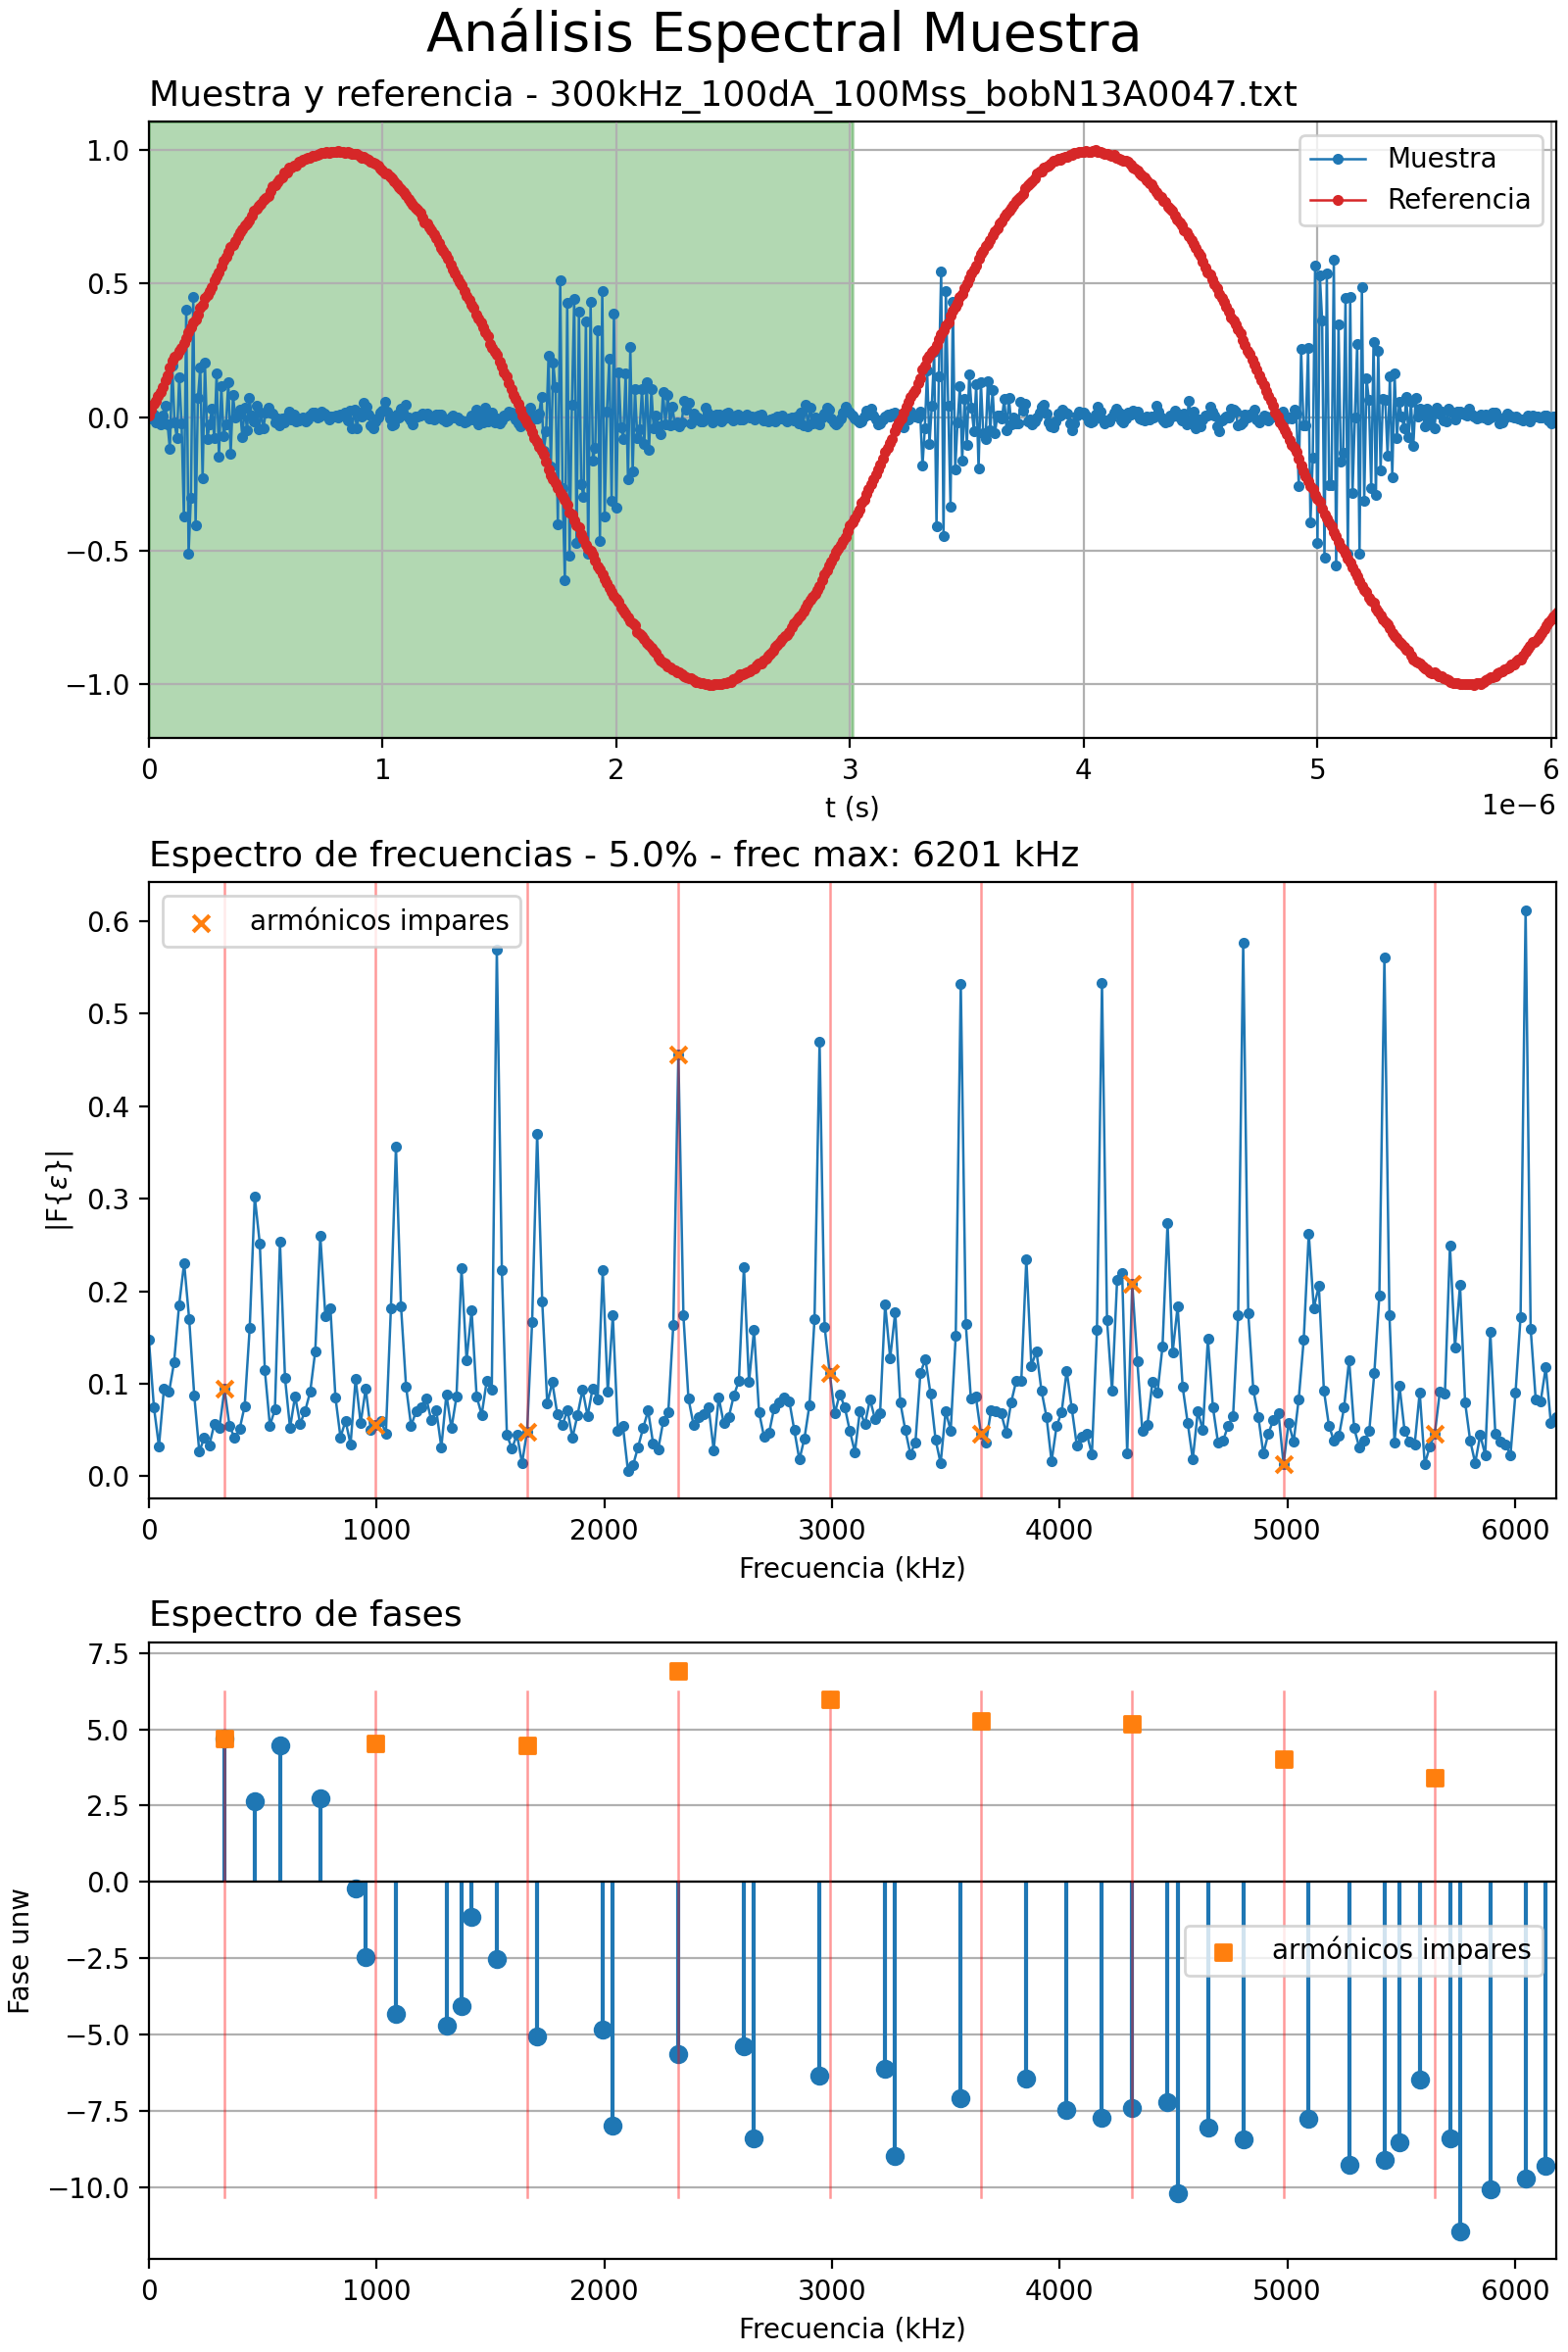 Análisis Espectral Muestra
Muestra y referencia - 300kHz_100dA_100Mss_bobN13A0047.txt
Muestra
Referencia
1.0
0.5
0.0
−0.5
−1.0
0 1 2 3 4 5 6
t (s)
1e−6
Espectro de frecuencias - 5.0% - frec max: 6201 kHz
armónicos impares
0.6
0.5
0.4
0.3
0.2
0.1
0.0
|F{ε}|
0 1000 2000 3000 4000 5000 6000
Frecuencia (kHz)
Espectro de fases
7.5
5.0
2.5
0.0
−2.5
−5.0
−7.5
−10.0
Fase unw
armónicos impares
0 1000 2000 3000 4000 5000 6000
Frecuencia (kHz)